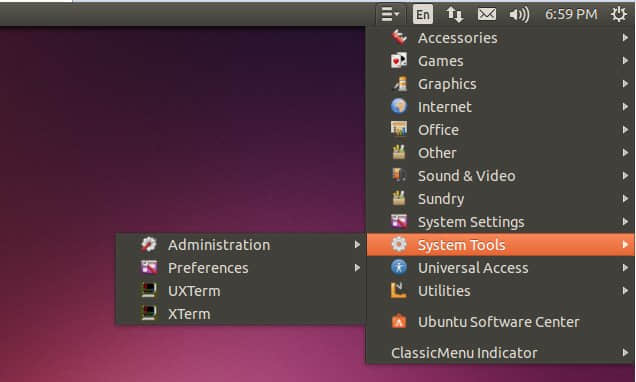 En 6:59 PM
Accessories
Games
Graphics
Internet
Office
Other
Sound & Video
Sundry
System Settings
System Tools
Universal Access
Utilities
Ubuntu Software Center
ClassicMenu Indicator
Administration
Preferences
UXTerm
XTerm